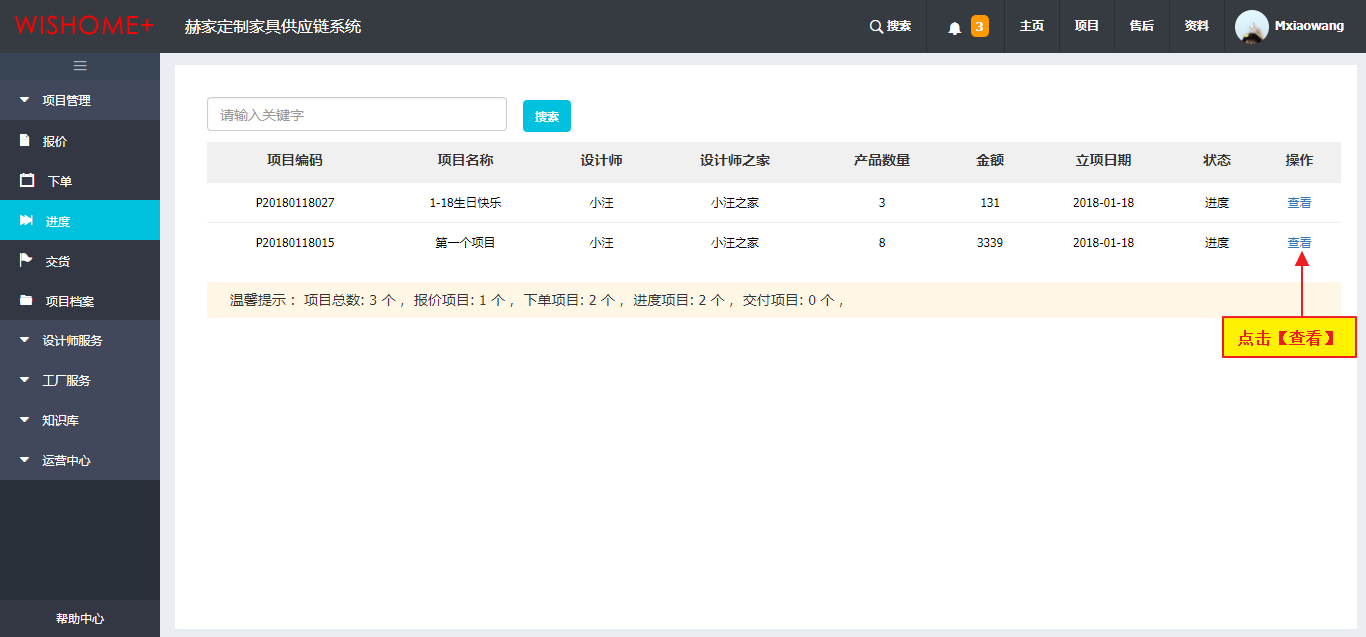 WISHOME+ 赫家定制家具供应链系统 搜索 3 主页 项目 售后 资料 Mxiaowang
项目管理
报价
下单
进度
交货
项目档案
设计师服务
工厂服务
知识库
运营中心
帮助中心
请输入关键字 搜索
项目编码 项目名称 设计师 设计师之家 产品数量 金额 立项日期 状态 操作
P20180118027 1-18生日快乐 小汪 小汪之家 3 131 2018-01-18 进度 查看
P20180118015 第一个项目 小汪 小汪之家 8 3339 2018-01-18 进度 查看
温馨提示： 项目总数: 3 个， 报价项目: 1 个， 下单项目: 2 个， 进度项目: 2 个， 交付项目: 0 个，
点击【查看】